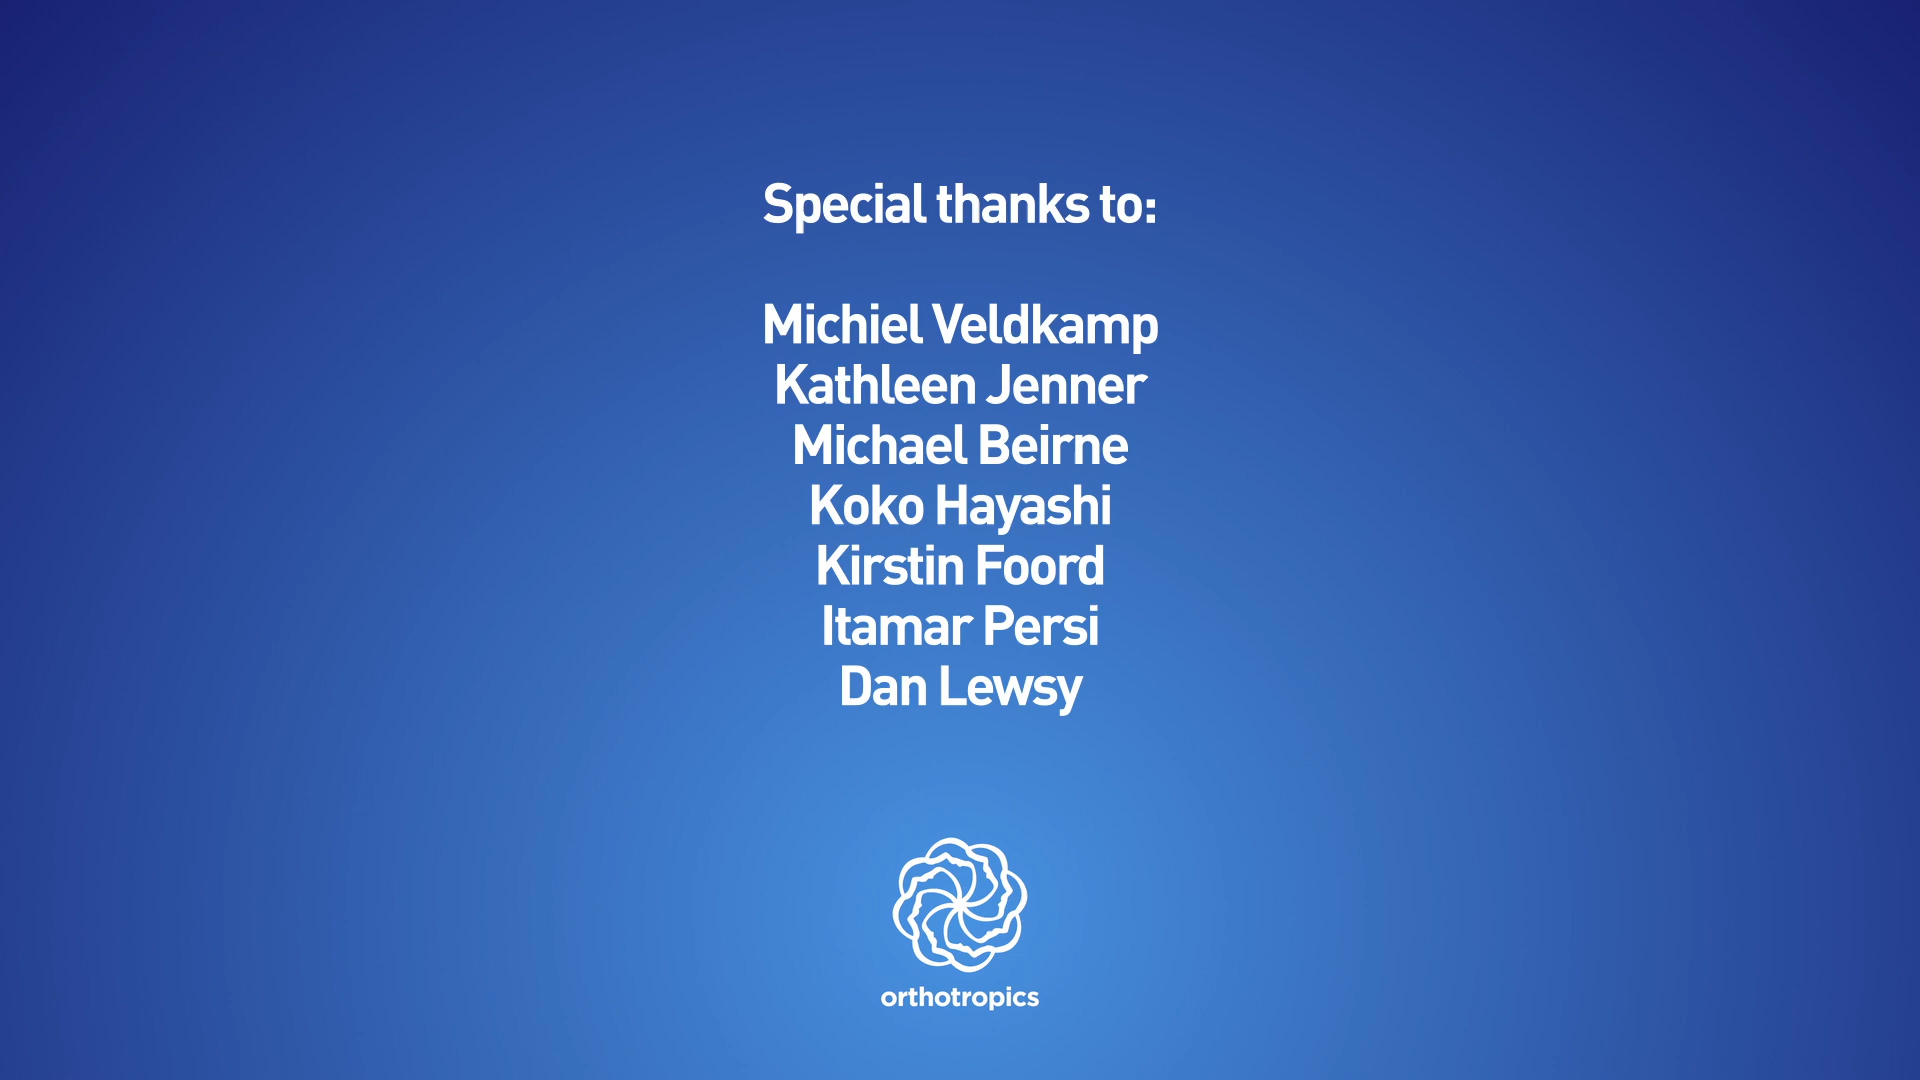 Special thanks to:
Michiel Veldkamp
Kathleen Jenner
Michael Beirne
Koko Hayashi
Kirstin Foord
Itamar Persi
Dan Lewsy
orthotropics